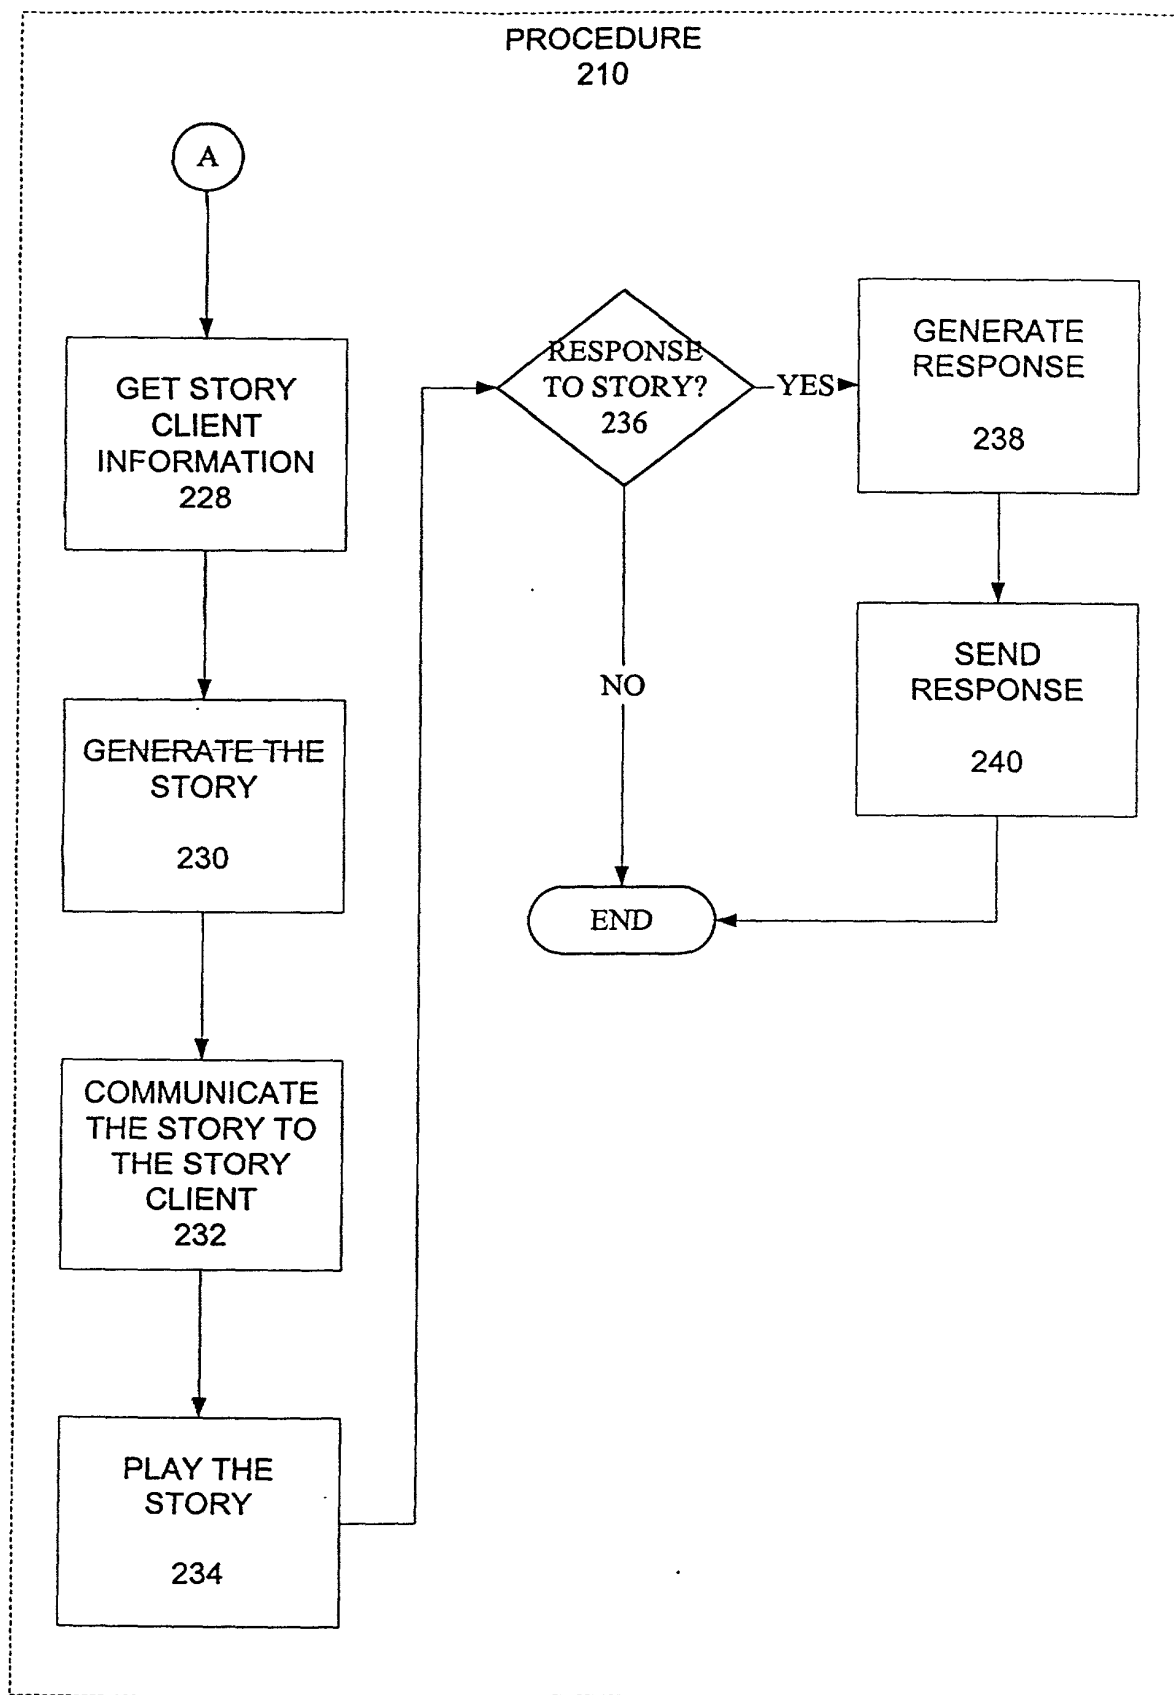 PROCEDURE
210
A
GET STORY
CLIENT
INFORMATION
228
GENERATE THE
STORY
230
COMMUNICATE
THE STORY TO
THE STORY
CLIENT
232
PLAY THE
STORY
234
RESPONSE
TO STORY?
236
YES
NO
GENERATE
RESPONSE
238
SEND
RESPONSE
240
END